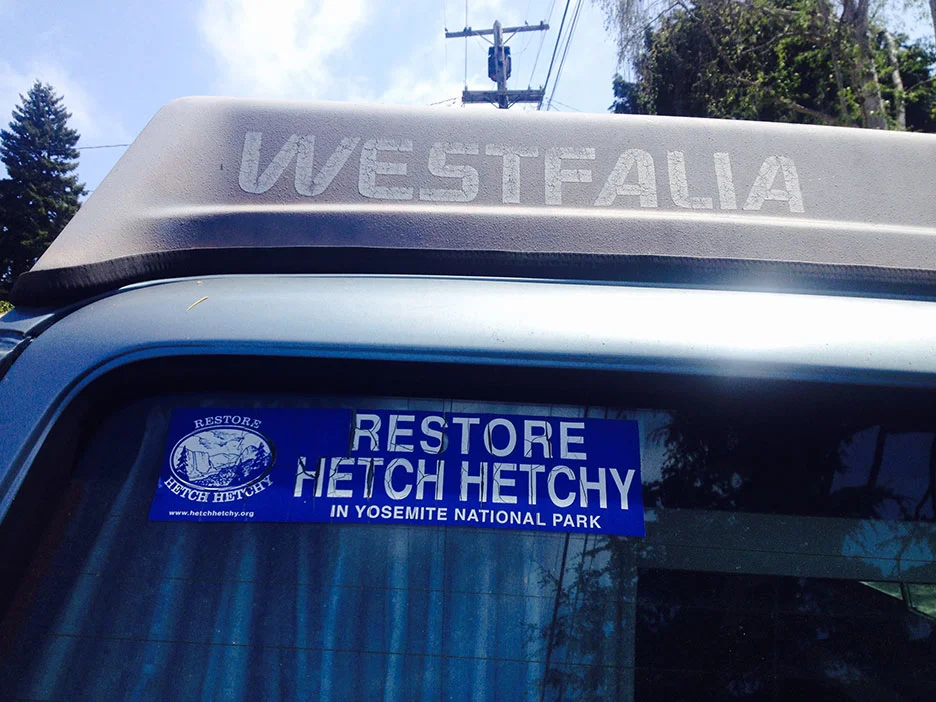 WESTFALIA
RESTORE
HETCH HETCHY
www.hetchhetchy.org
RESTORE
HETCH HETCHY
IN YOSEMITE NATIONAL PARK